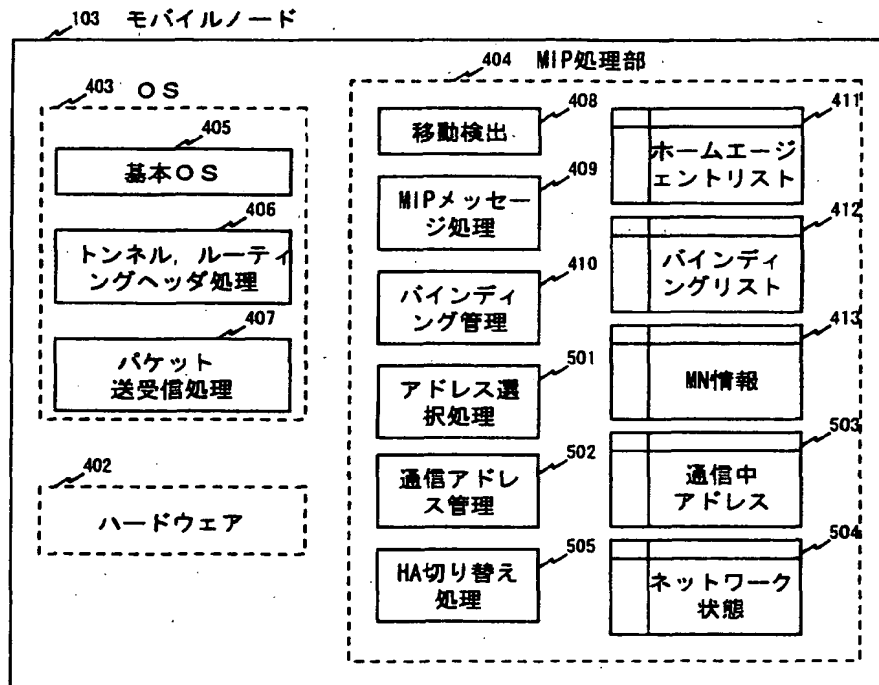 103 モバイルノード
403 OS
405
基本OS
406
トンネル，ルーティ
ングヘッダ処理
407
パケット
送受信処理
402
ハードウェア
404 MIP処理部
408
移動検出
409
MIPメッセー
ジ処理
410
バインディ
ング管理
501
アドレス選
択処理
502
通信アドレ
ス管理
505
HA切り替え
処理
411
ホームエージ
ェントリスト
412
バインディ
ングリスト
413
MN情報
503
通信中
アドレス
504
ネットワーク
状態